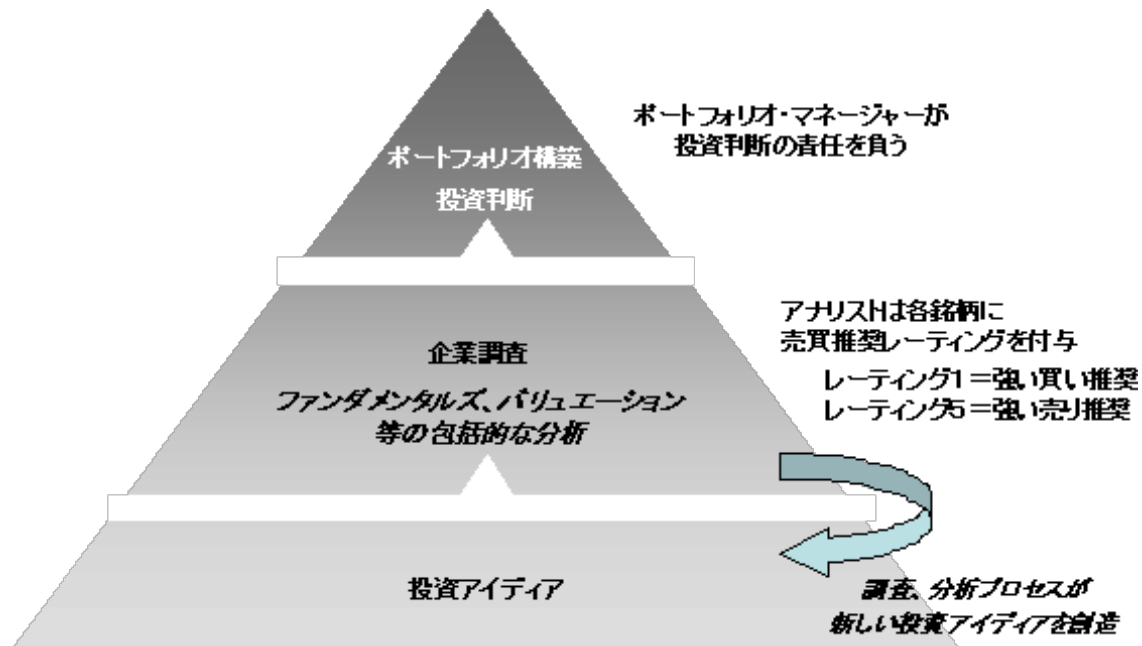 ポートフォリオ・マネージャーが
投資判断の責任を負う
ポートフォリオ構築
投資判断
アナリストは各銘柄に
売買推奨レーティングを付与
レーティング1=強い買い推奨
レーティング5=強い売り推奨
企業調査
ファンダメンタルズ、バリュエーション
等の包括的な分析
投資アイディア
調査、分析プロセスが
新しい投資アイディアを創造